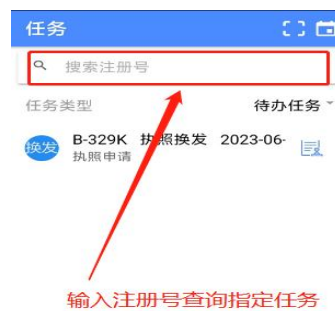 任务
搜索注册号
任务类型 待办任务
换发 B-329K 执照换发 2023-06-
执照申请
输入注册号查询指定任务